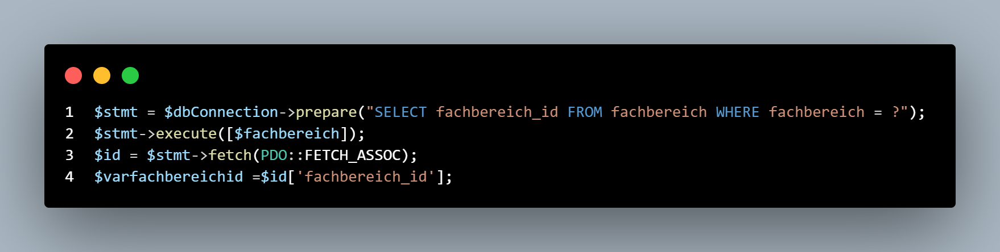 1 $stmt = $dbConnection->prepare("SELECT fachbereich_id FROM fachbereich WHERE fachbereich = ?");
2 $stmt->execute([$fachbereich]);
3 $id = $stmt->fetch(PDO::FETCH_ASSOC);
4 $varfachbereichid =$id['fachbereich_id'];